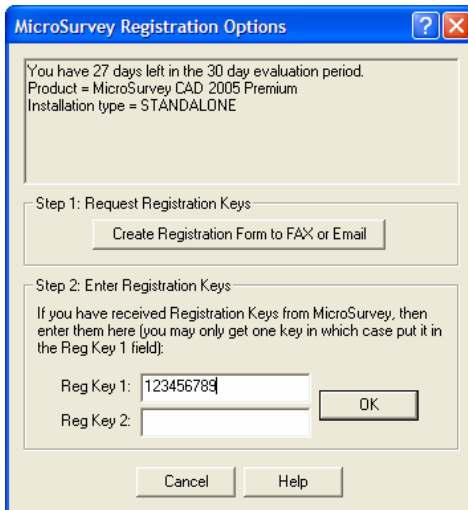 MicroSurvey Registration Options
You have 27 days left in the 30 day evaluation period.
Product = MicroSurvey CAD 2005 Premium
Installation type = STANDALONE
Step 1: Request Registration Keys
Create Registration Form to FAX or Email
Step 2: Enter Registration Keys
If you have received Registration Keys from MicroSurvey, then
enter them here (you may only get one key in which case put it in
the Reg Key 1 field):
Reg Key 1: 123456789
OK
Reg Key 2:
Cancel Help